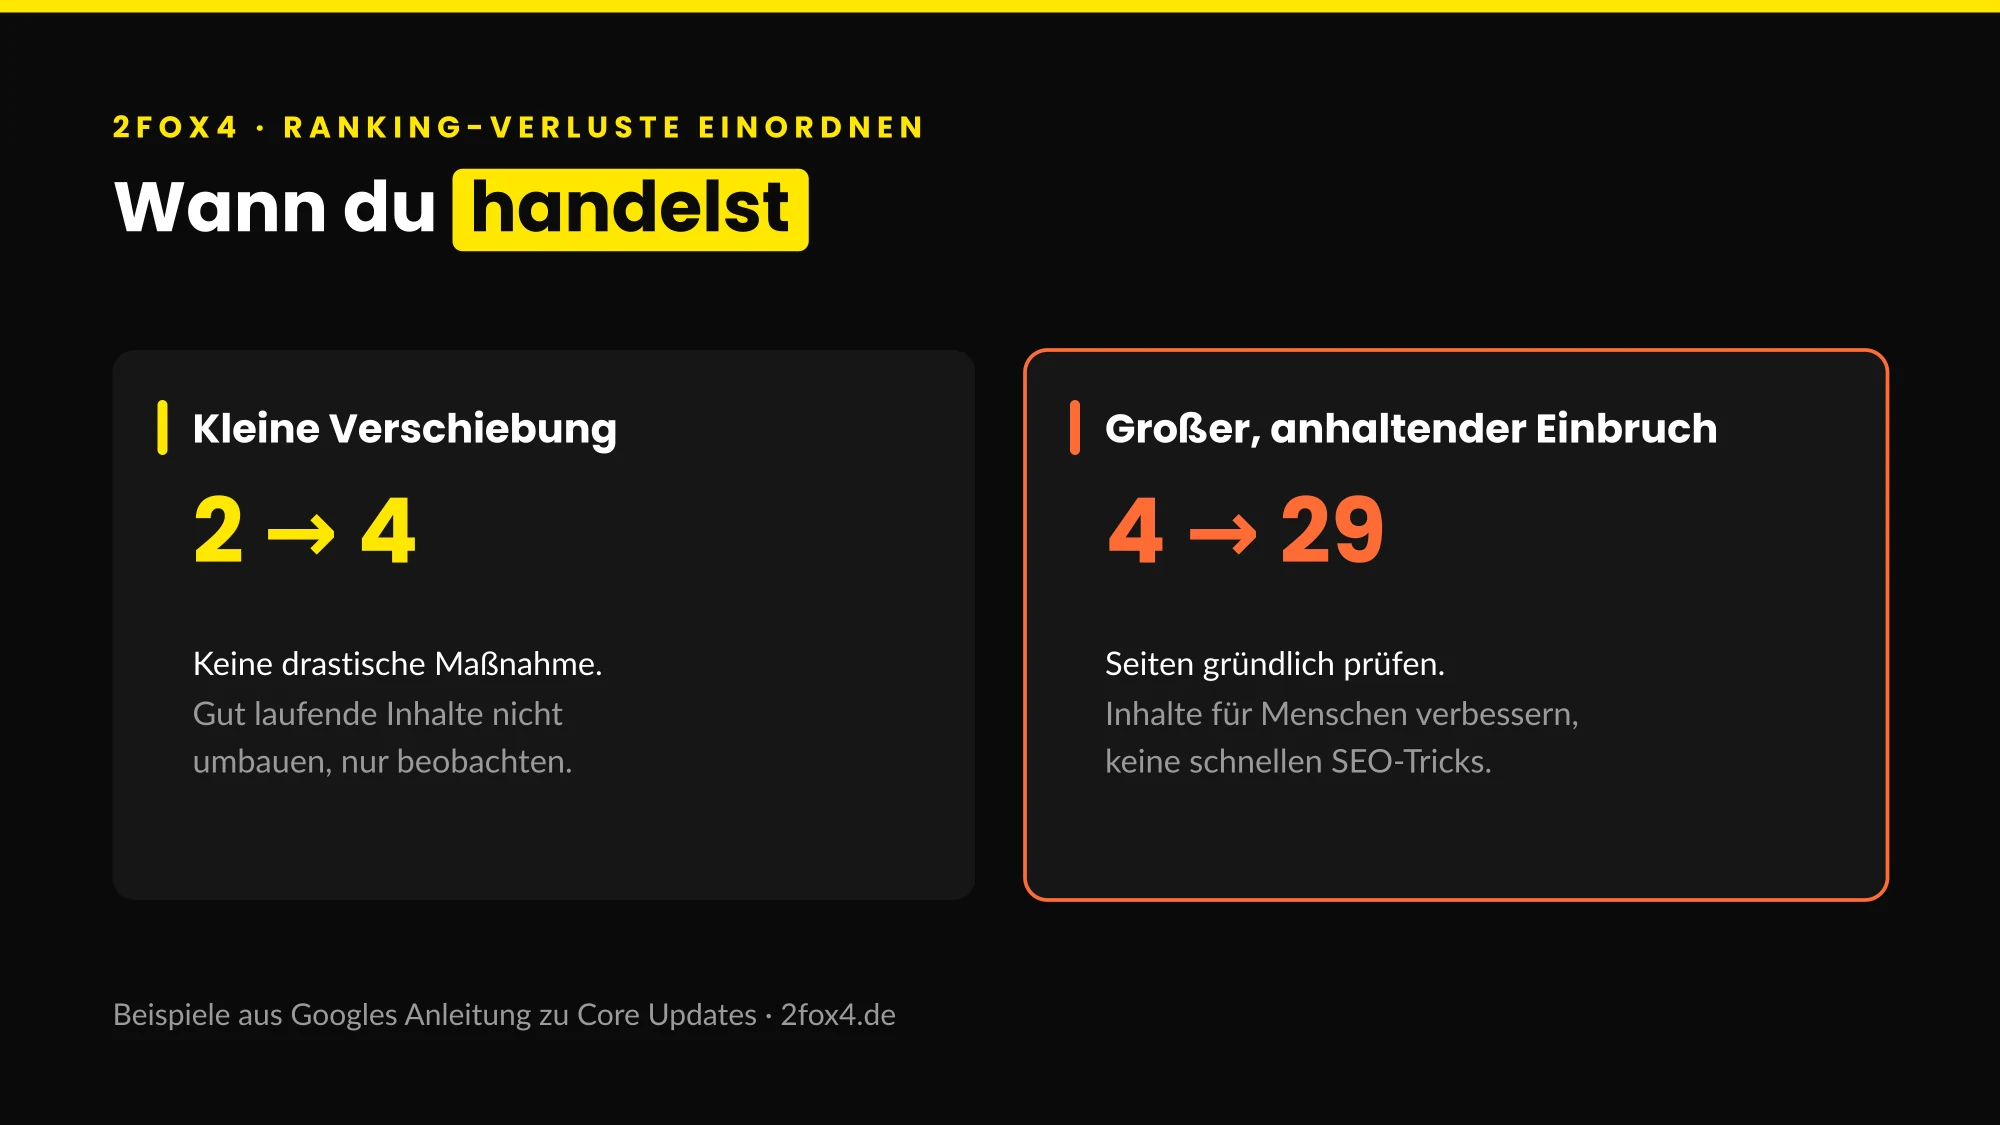 2FOX4 · RANKING-VERLUSTE EINORDNEN
Wann du handelst
Kleine Verschiebung
2 → 4
Keine drastische Maßnahme.
Gut laufende Inhalte nicht
umbauen, nur beobachten.
Großer, anhaltender Einbruch
4 → 29
Seiten gründlich prüfen.
Inhalte für Menschen verbessern,
keine schnellen SEO-Tricks.
Beispiele aus Googles Anleitung zu Core Updates · 2fox4.de